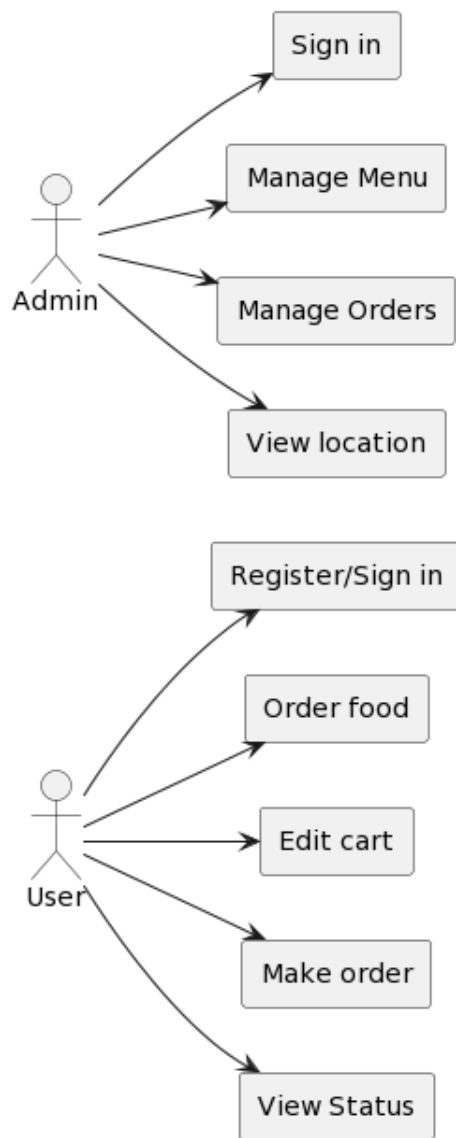 Sign in
Manage Menu
Admin
Manage Orders
View location
Register/Sign in
Order food
Edit cart
User
Make order
View Status